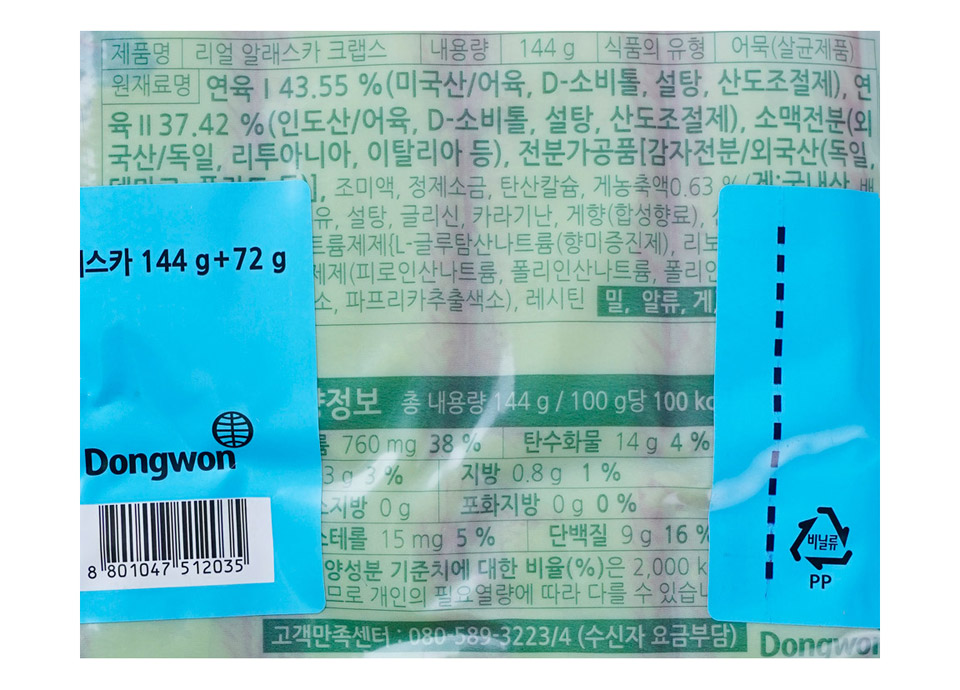 제품명 리얼 알래스카 크랩스 내용량 144 g 식품의 유형 어묵(살균제품)
원재료명 연육 I 43.55 %(미국산/어육, D-소비톨, 설탕, 산도조절제), 연
육 II 37.42 %(인도산/어육, D-소비톨, 설탕, 산도조절제), 소맥전분(외
국산/독일, 리투아니아, 이탈리아 등), 전분가공품[감자전분/외국산(독일,
조미액, 정제소금, 탄산칼슘, 게농축액0.63 %
유, 설탕, 글리신, 카라기난, 게향(합성향료),
트륨제제{L-글루탐산나트륨(향미증진제), 리보
제제(피로인산나트륨, 폴리인산나트륨, 폴리인
소, 파프리카추출색소), 레시틴 밀, 알류, 게
스카 144 g+72 g
Dongwon
8 801047 512035
양정보 총 내용량 144 g / 100 g당 100 kc
륨 760 mg 38 % 탄수화물 14 g 4 %
3 g 3 % 지방 0.8 g 1 %
스지방 0 g 포화지방 0 g 0 %
스테롤 15 mg 5 % 단백질 9 g 16 %
양성분 기준치에 대한 비율(%)은 2,000 k
므로 개인의 필요열량에 따라 다를 수 있습니
고객만족센터 : 080-589-3223/4 (수신자 요금부담)
Dongwon
비닐류
PP